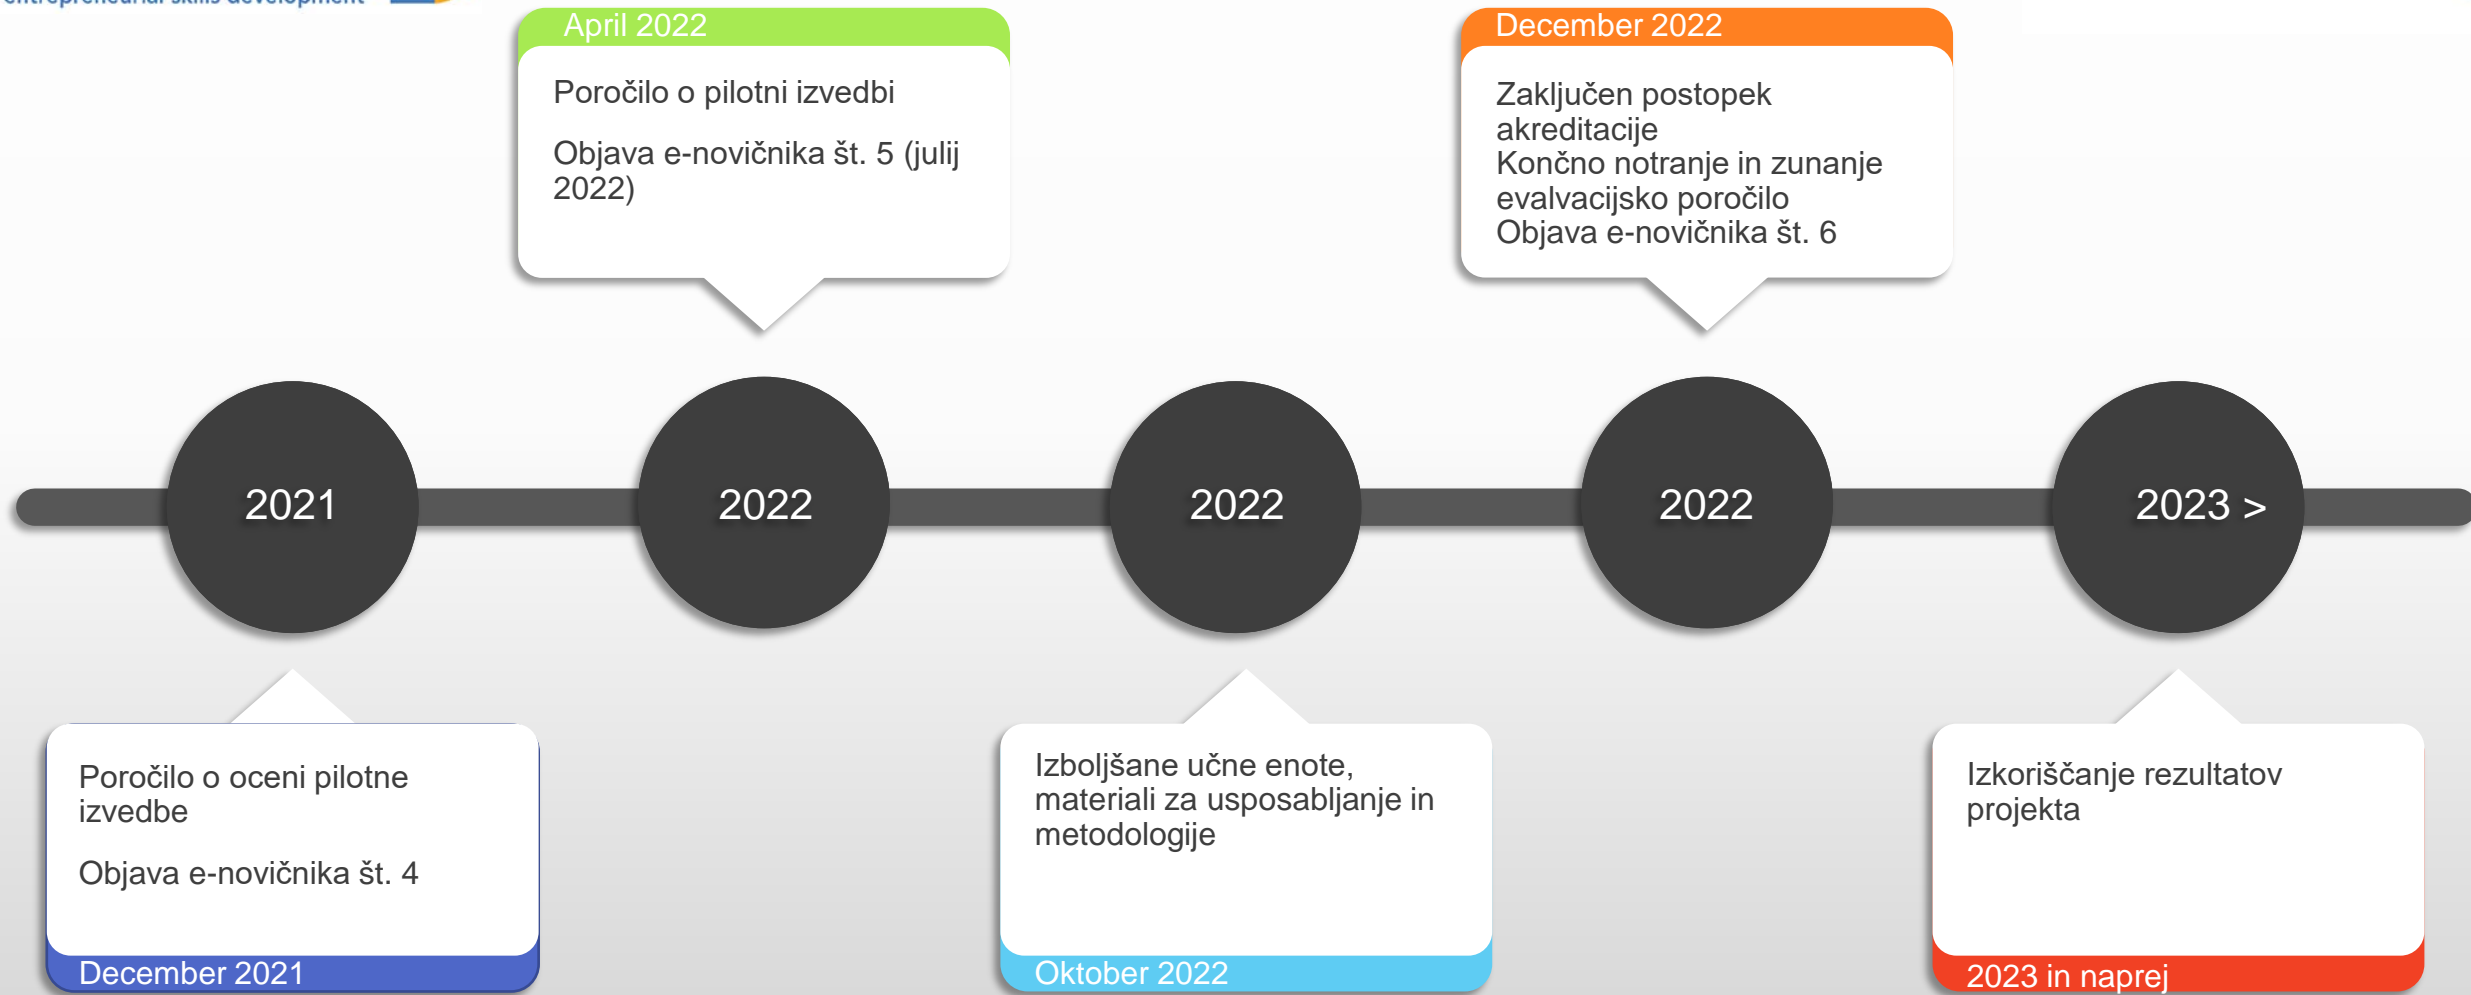 entrepreneurial skills development
April 2022
Poročilo o pilotni izvedbi
Objava e-novičnika št. 5 (julij
2022)
December 2022
Zaključen postopek
akreditacije
Končno notranje in zunanje
evalvacijsko poročilo
Objava e-novičnika št. 6
2021
2022
2022
2022
2023 >
Poročilo o oceni pilotne
izvedbe
Objava e-novičnika št. 4
December 2021
Izboljšane učne enote,
materiali za usposabljanje in
metodologije
Oktober 2022
Izkoriščanje rezultatov
projekta
2023 in naprej